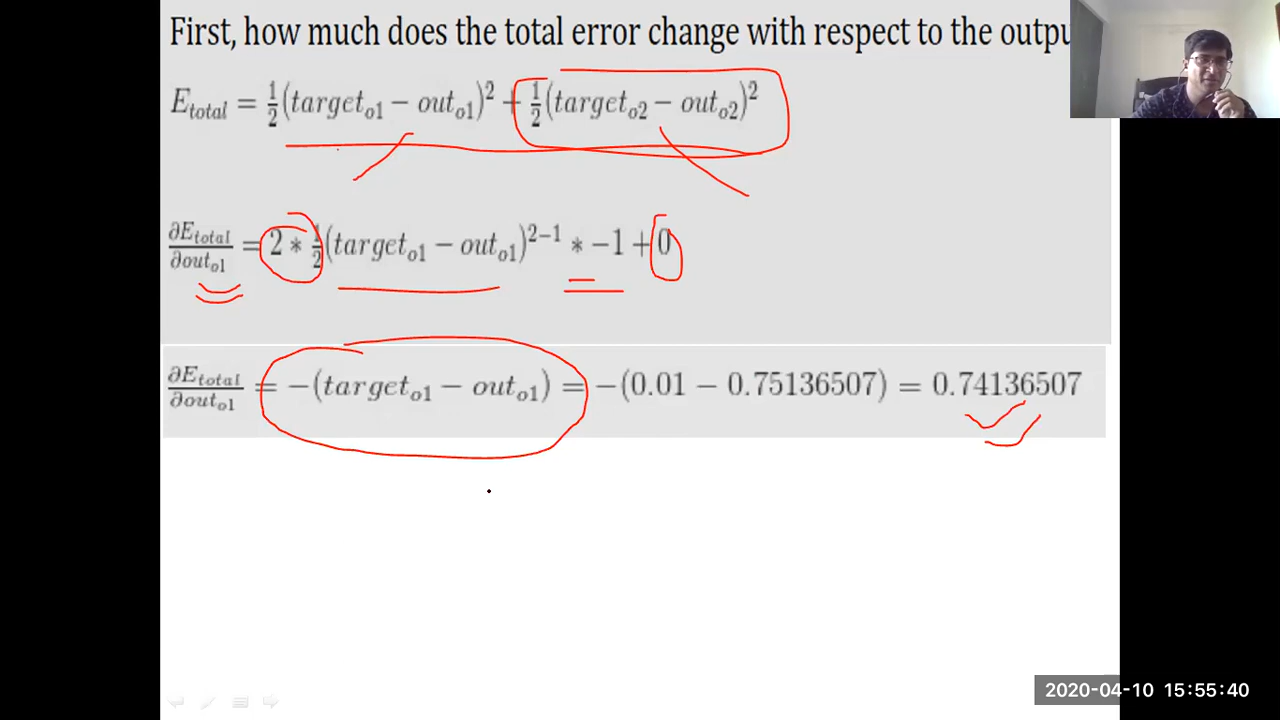 First, how much does the total error change with respect to the outpu
E_total = 1/2(target_o1 − out_o1)² + 1/2(target_o2 − out_o2)²
∂E_total/∂out_o1 = 2 * 1/2(target_o1 − out_o1)^(2−1) * −1 + 0
∂E_total/∂out_o1 = −(target_o1 − out_o1) = −(0.01 − 0.75136507) = 0.74136507
2020-04-10 15:55:40